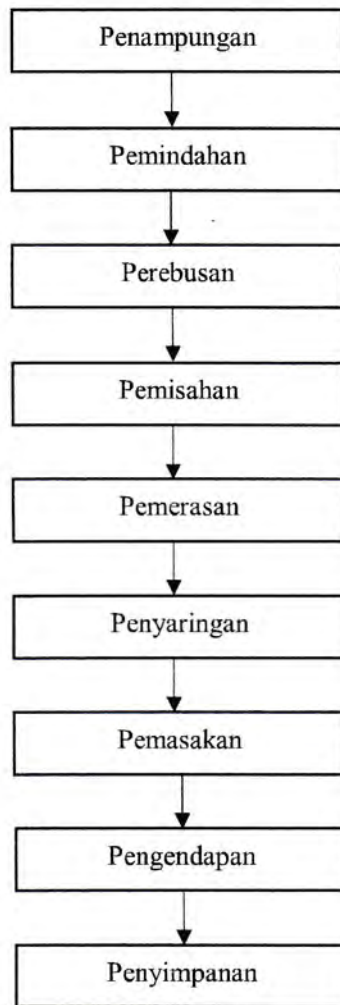 Penampungan
Pemindahan
Perebusan
Pemisahan
Pemerasan
Penyaringan
Pemasakan
Pengendapan
Penyimpanan